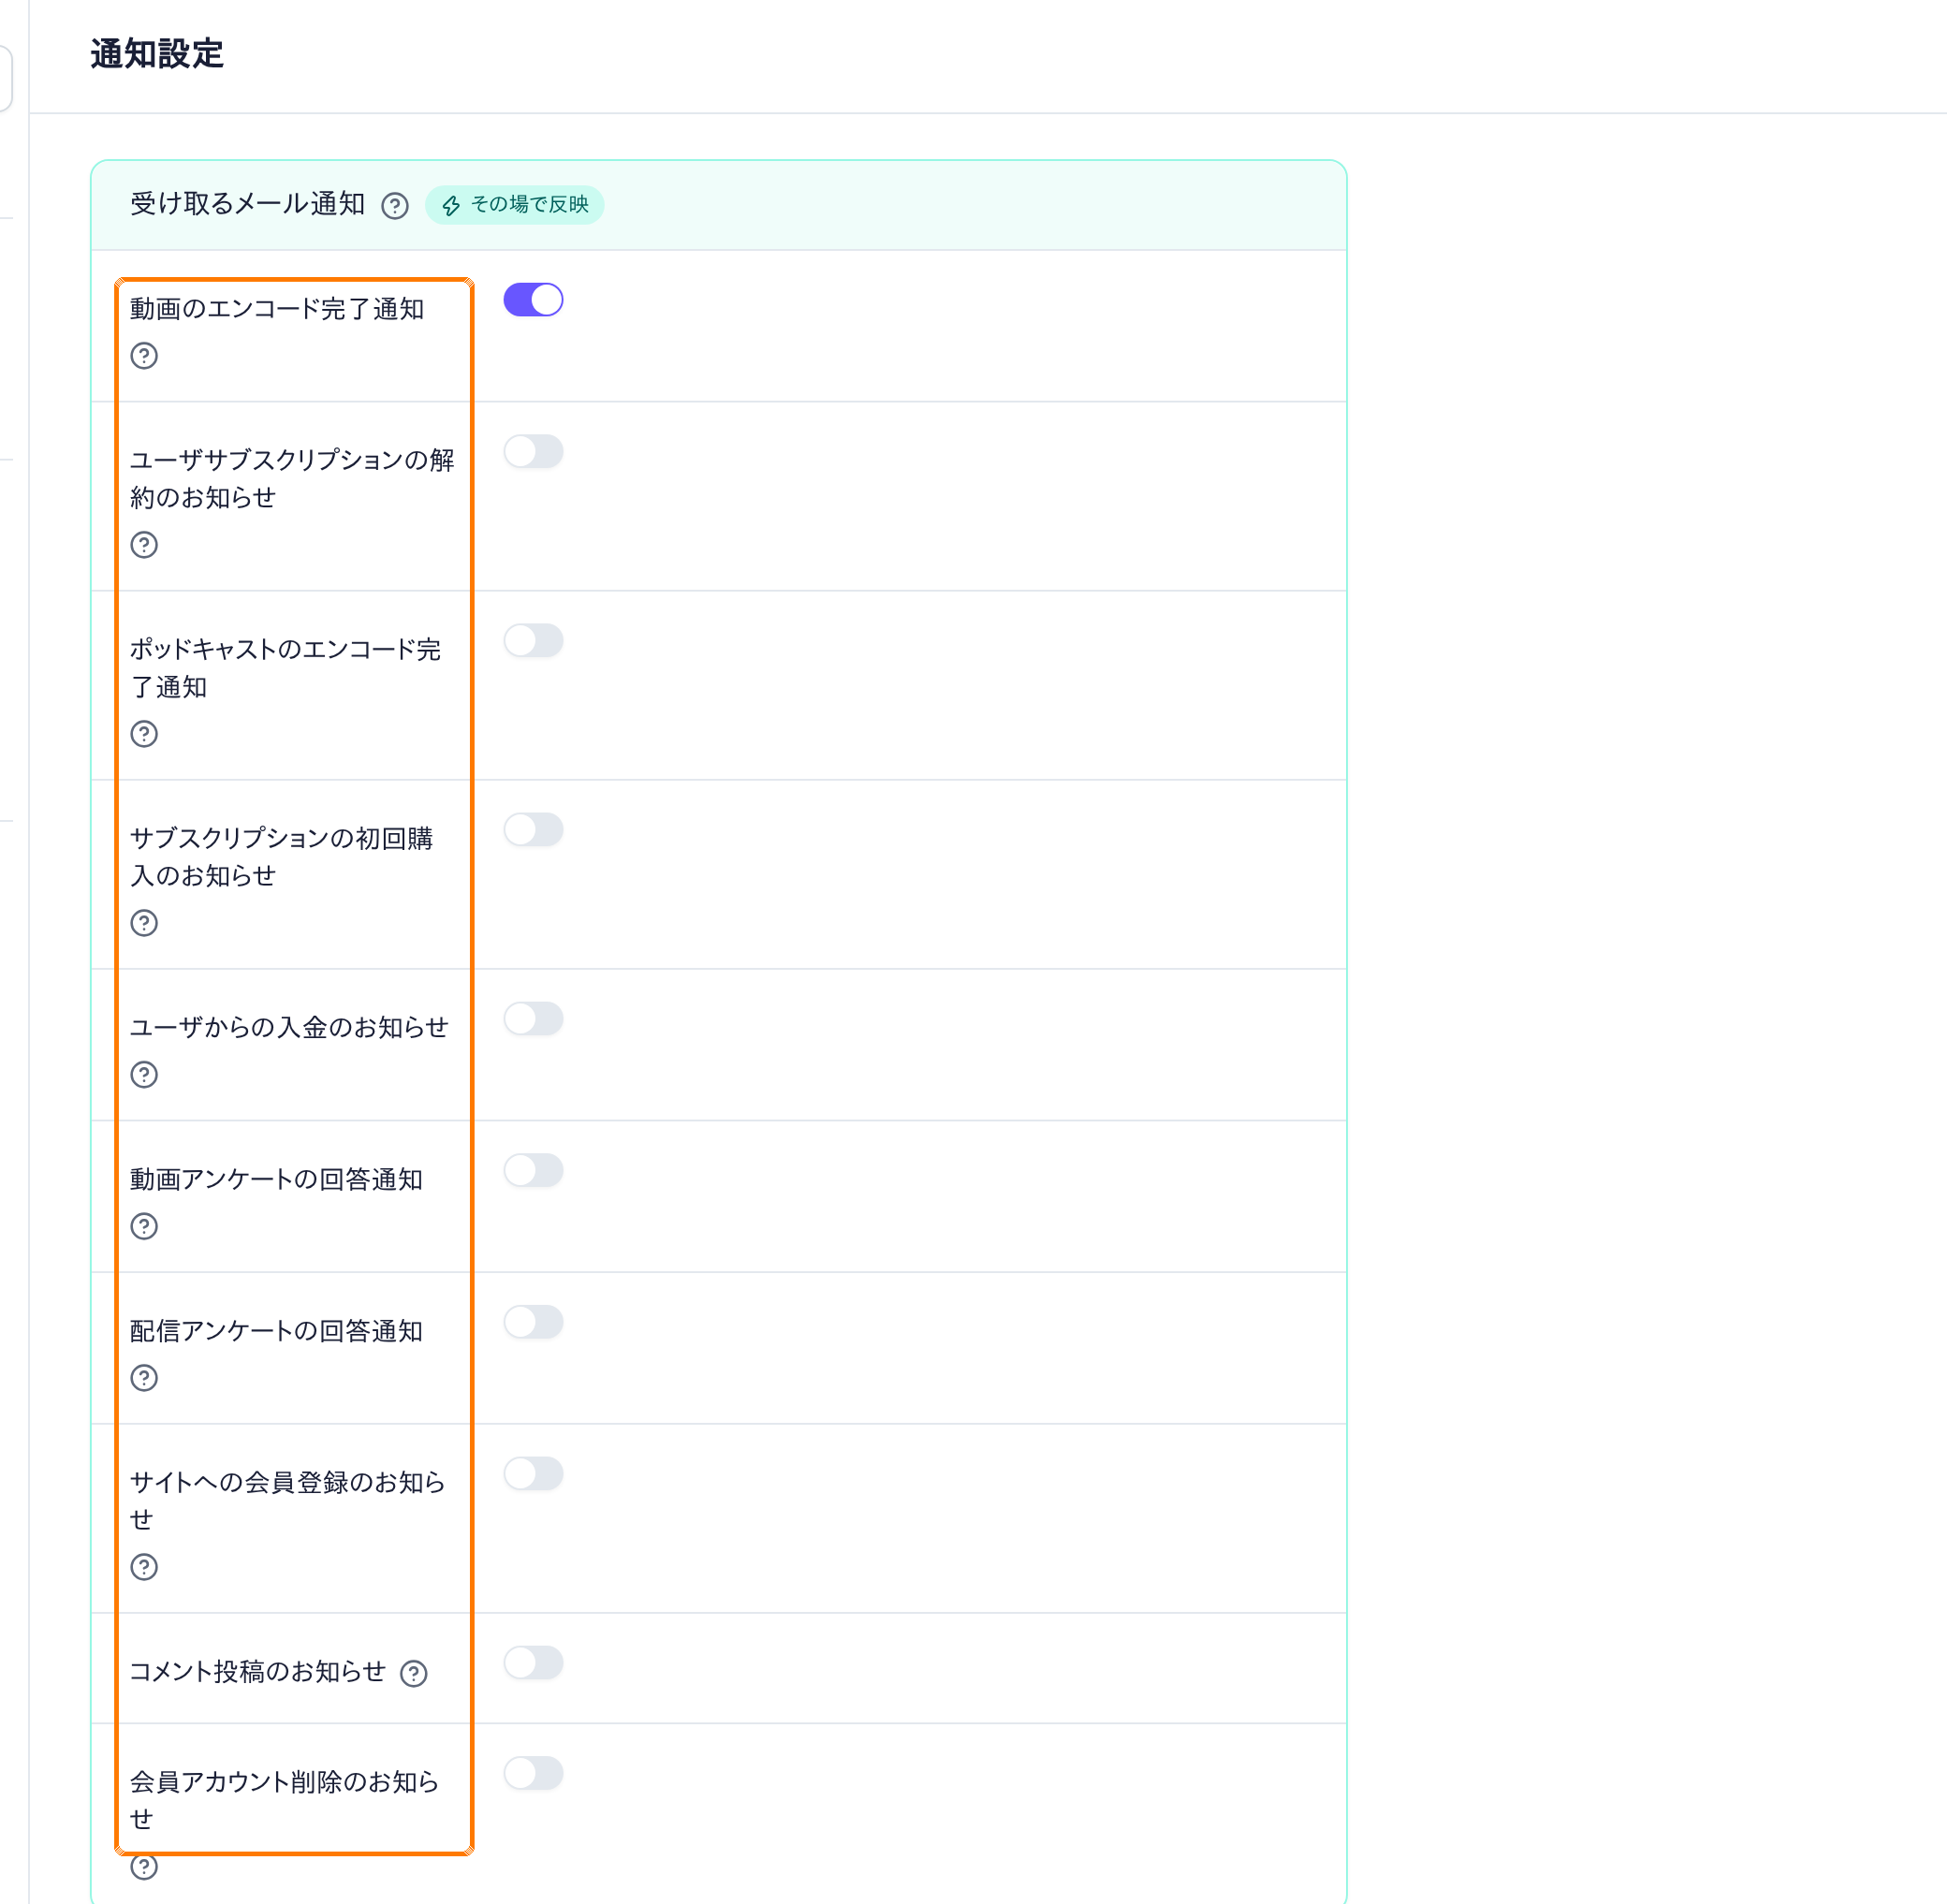 通知設定
受け取るメール通知 その場で反映
動画のエンコード完了通知
ユーザサブスクリプションの解
約のお知らせ
ポッドキャストのエンコード完
了通知
サブスクリプションの初回購
入のお知らせ
ユーザからの入金のお知らせ
動画アンケートの回答通知
配信アンケートの回答通知
サイトへの会員登録のお知ら
せ
コメント投稿のお知らせ
会員アカウント削除のお知ら
せ